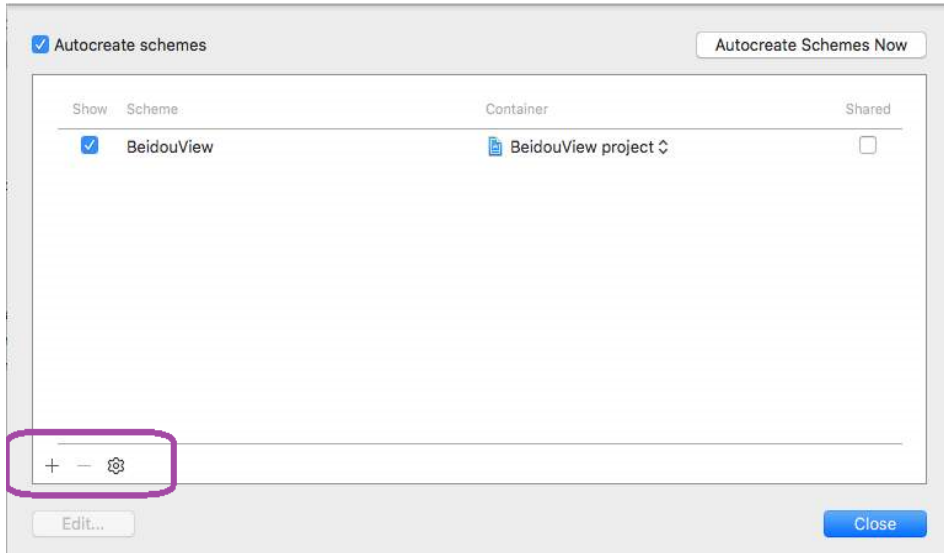 Autocreate schemes Autocreate Schemes Now
Show Scheme Container Shared
BeidouView BeidouView project
Edit... Close